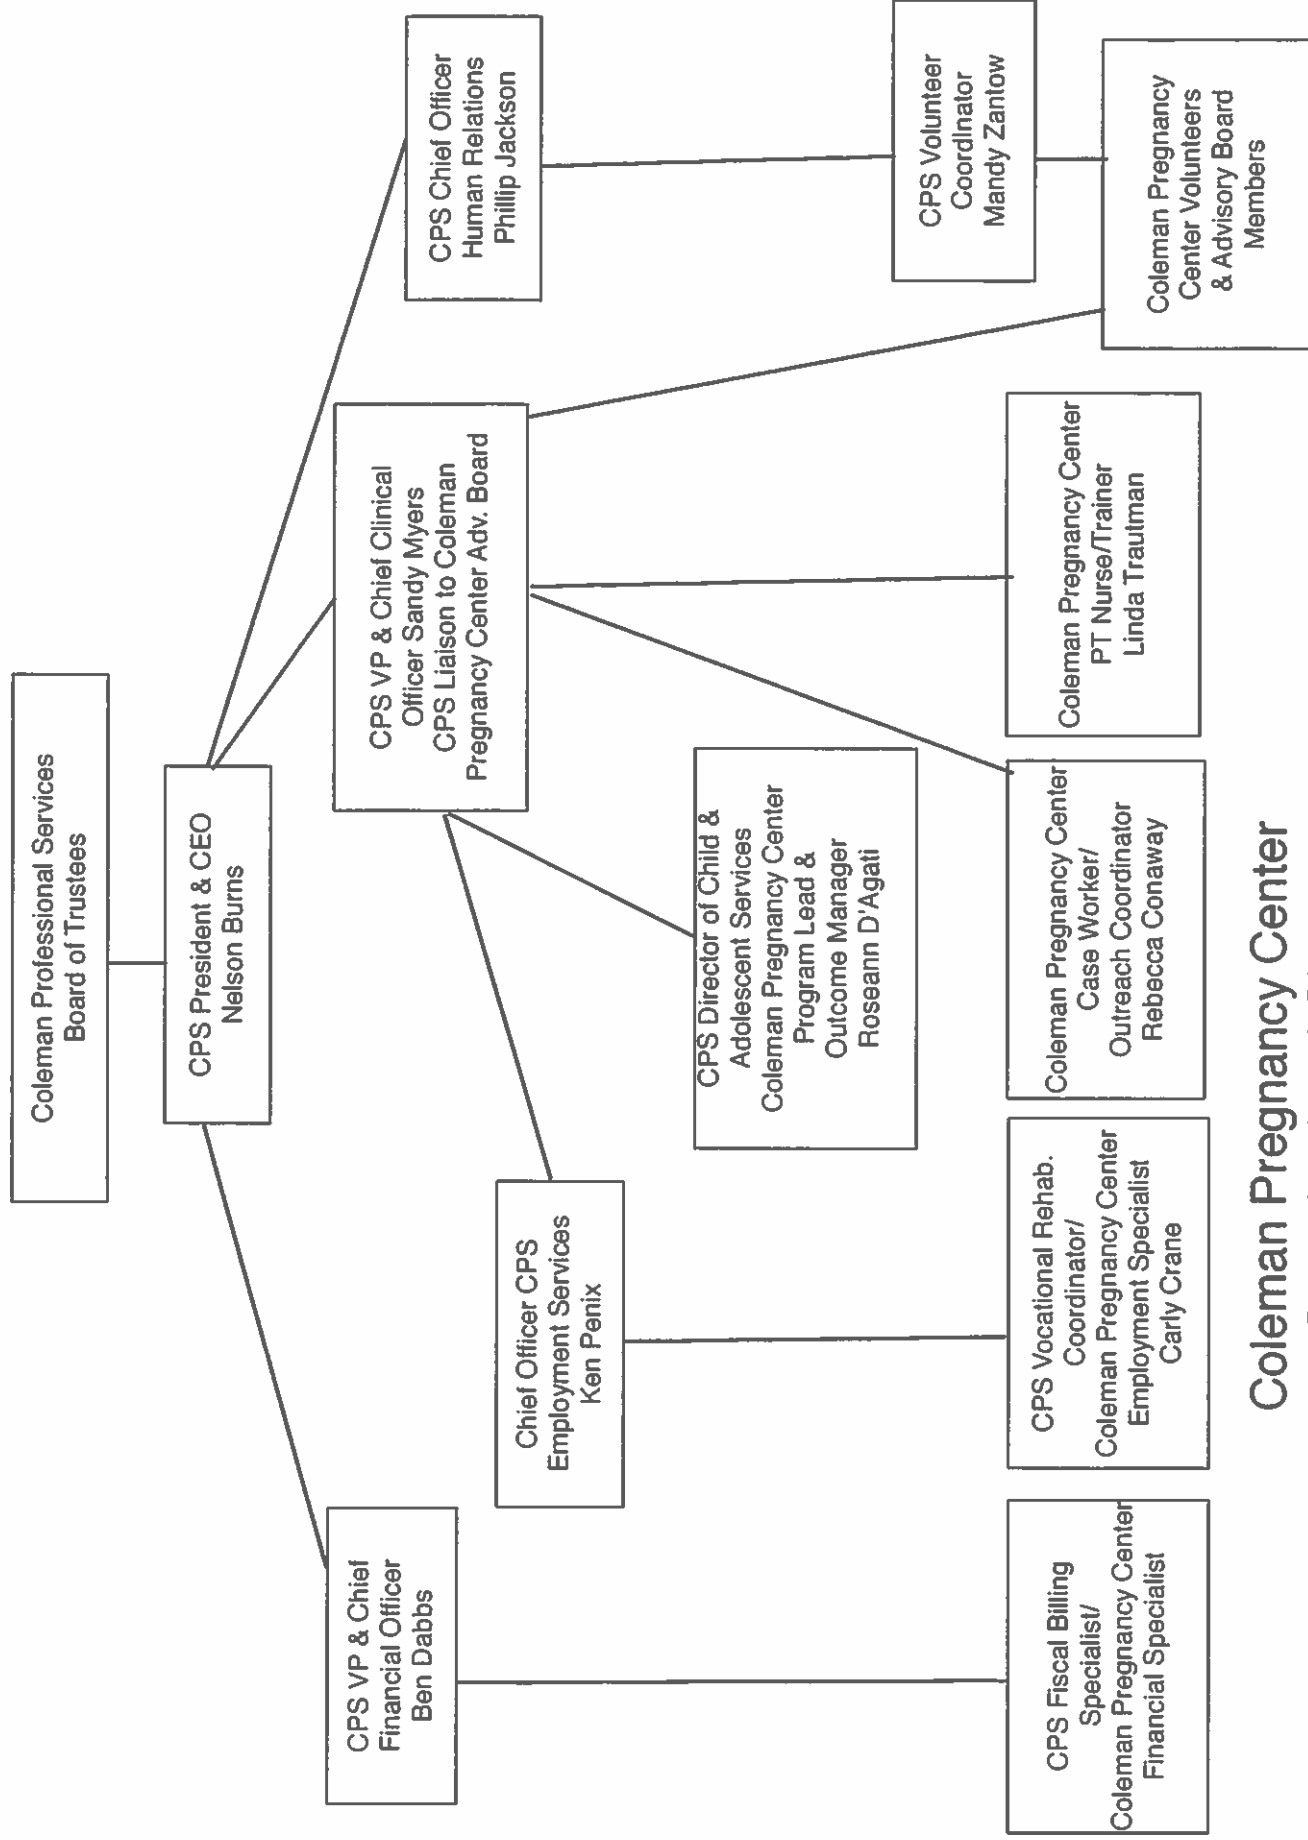 Coleman Professional Services
Board of Trustees
CPS President & CEO
Nelson Burns
CPS VP & Chief
Financial Officer
Ben Dabbs
CPS VP & Chief Clinical
Officer Sandy Myers
CPS Liaison to Coleman
Pregnancy Center Adv. Board
CPS Chief Officer
Human Relations
Phillip Jackson
Chief Officer CPS
Employment Services
Ken Penix
CPS Director of Child &
Adolescent Services
Coleman Pregnancy Center
Program Lead &
Outcome Manager
Roseann D'Agati
CPS Volunteer
Coordinator
Mandy Zantow
CPS Fiscal Billing
Specialist/
Coleman Pregnancy Center
Financial Specialist
CPS Vocational Rehab.
Coordinator/
Coleman Pregnancy Center
Employment Specialist
Carly Crane
Coleman Pregnancy Center
Case Worker/
Outreach Coordinator
Rebecca Conaway
Coleman Pregnancy Center
PT Nurse/Trainer
Linda Trautman
Coleman Pregnancy
Center Volunteers
& Advisory Board
Members
Coleman Pregnancy Center